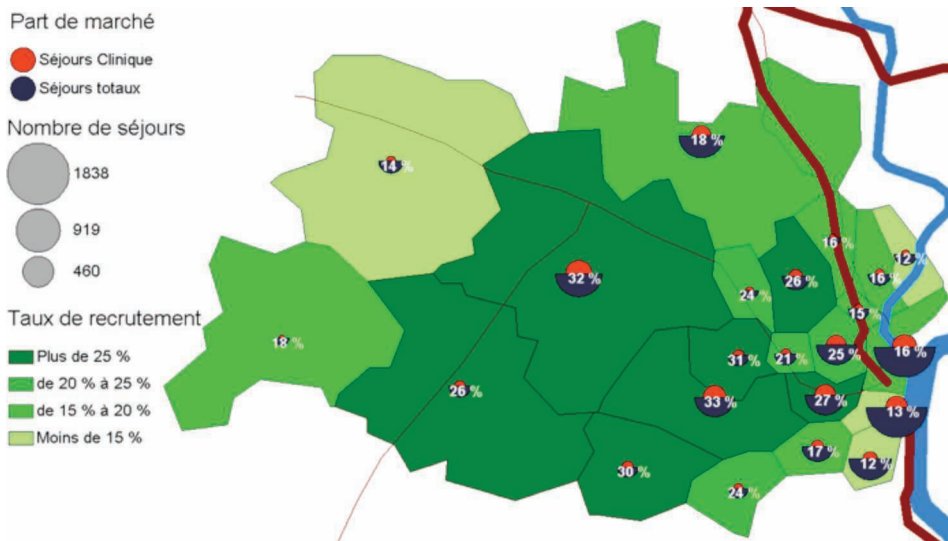 Part de marché
Séjours Clinique
Séjours totaux
Nombre de séjours
1838
919
460
Taux de recrutement
Plus de 25 %
de 20 % à 25 %
de 15 % à 20 %
Moins de 15 %
18 %
14 %
16 %
12 %
32 %
26 %
16 %
24 %
15 %
18 %
31 %
21 %
25 %
16 %
26 %
33 %
27 %
13 %
17 %
12 %
30 %
24 %